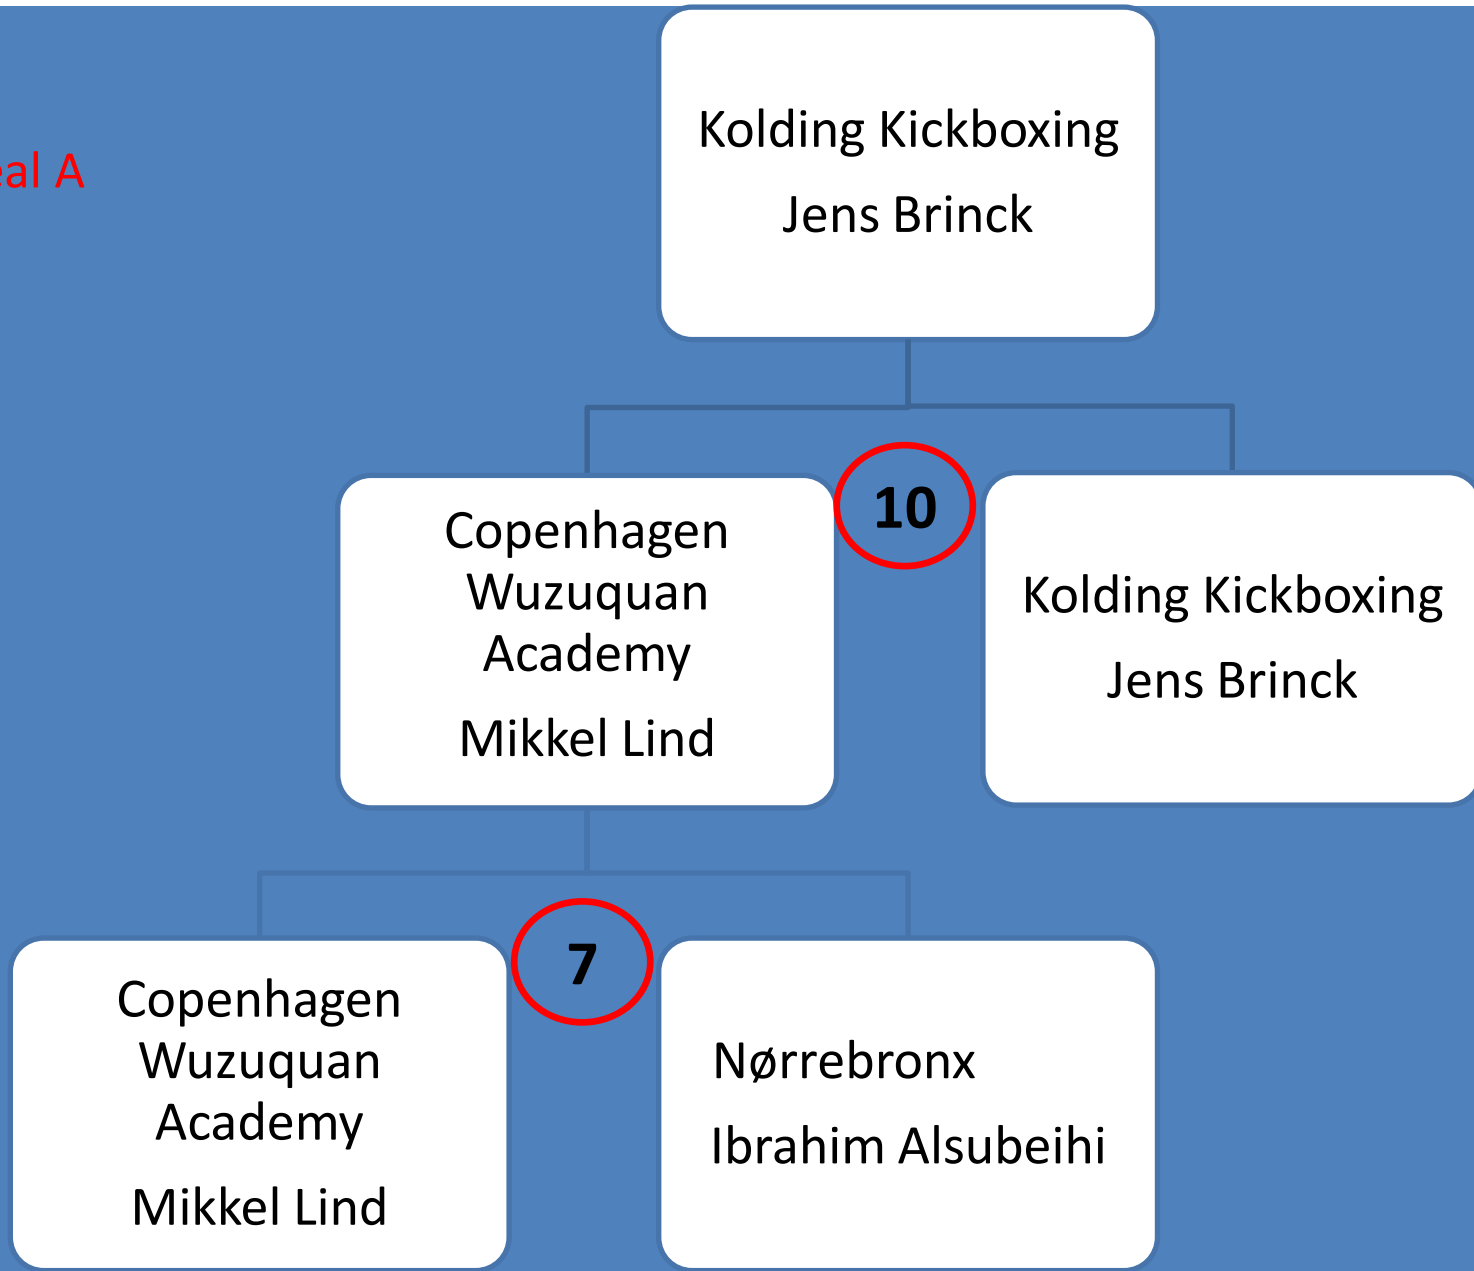 Kolding Kickboxing
Jens Brinck
eal A
10
Copenhagen
Wuzuquan
Academy
Mikkel Lind
Kolding Kickboxing
Jens Brinck
7
Copenhagen
Wuzuquan
Academy
Mikkel Lind
Nørrebronx
Ibrahim Alsubeihi